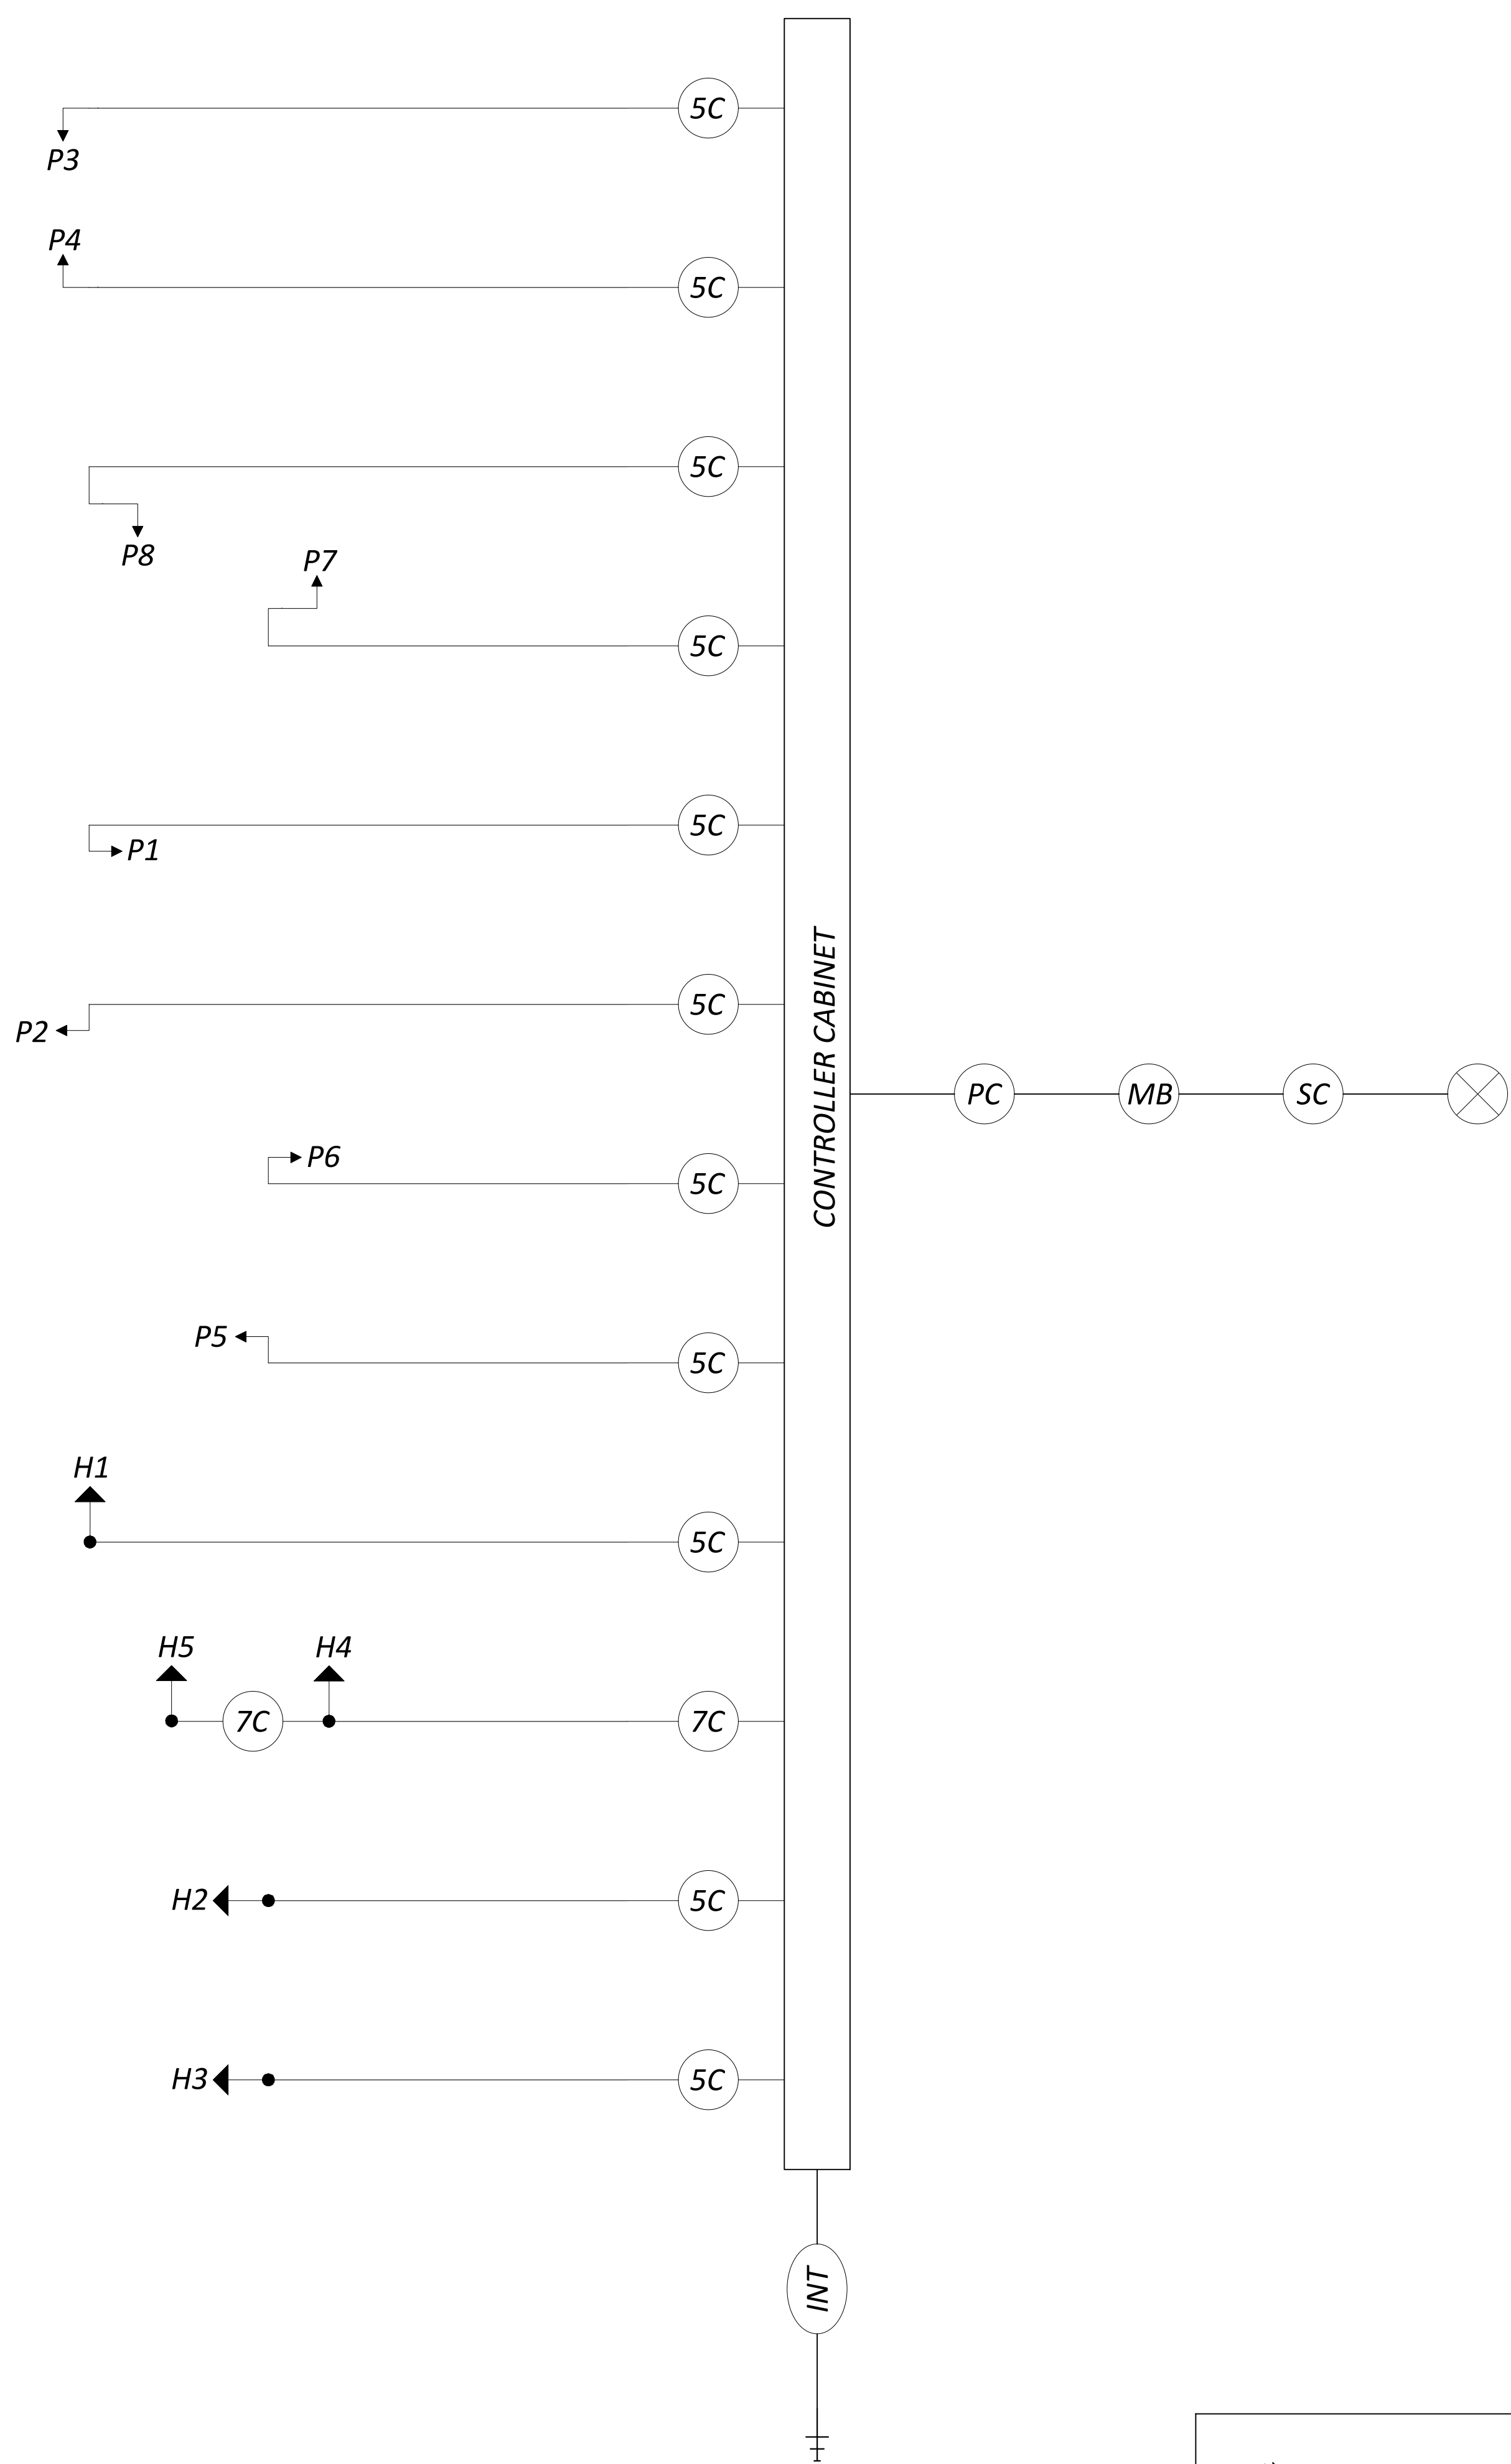 5C
P3
P4
5C
5C
P8
P7
5C
5C
P1
CONTROLLER CABINET
5C
P2
PC MB SC
P6
5C
P5
5C
H1
5C
H5 H4
7C 7C
H2 5C
H3 5C
INT